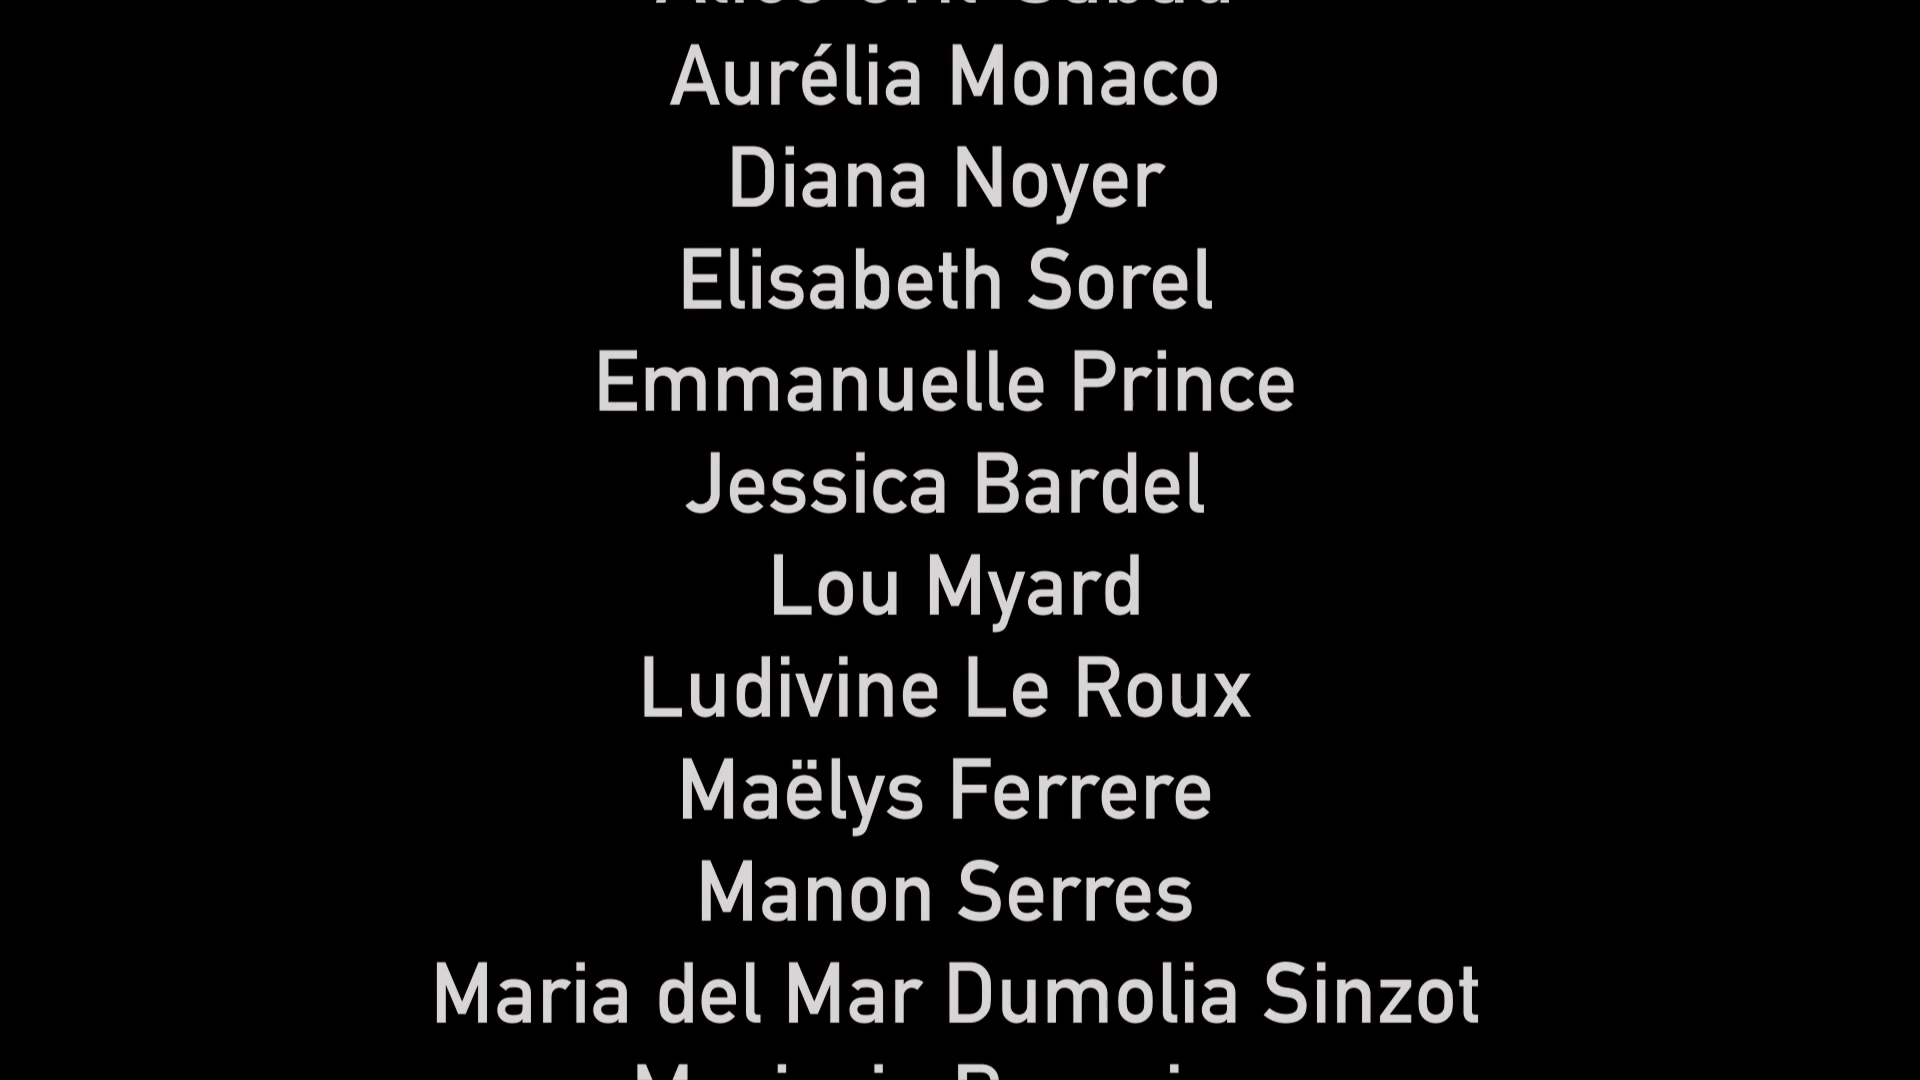 Aurélia Monaco
Diana Noyer
Elisabeth Sorel
Emmanuelle Prince
Jessica Bardel
Lou Myard
Ludivine Le Roux
Maëlys Ferrere
Manon Serres
Maria del Mar Dumolia Sinzot